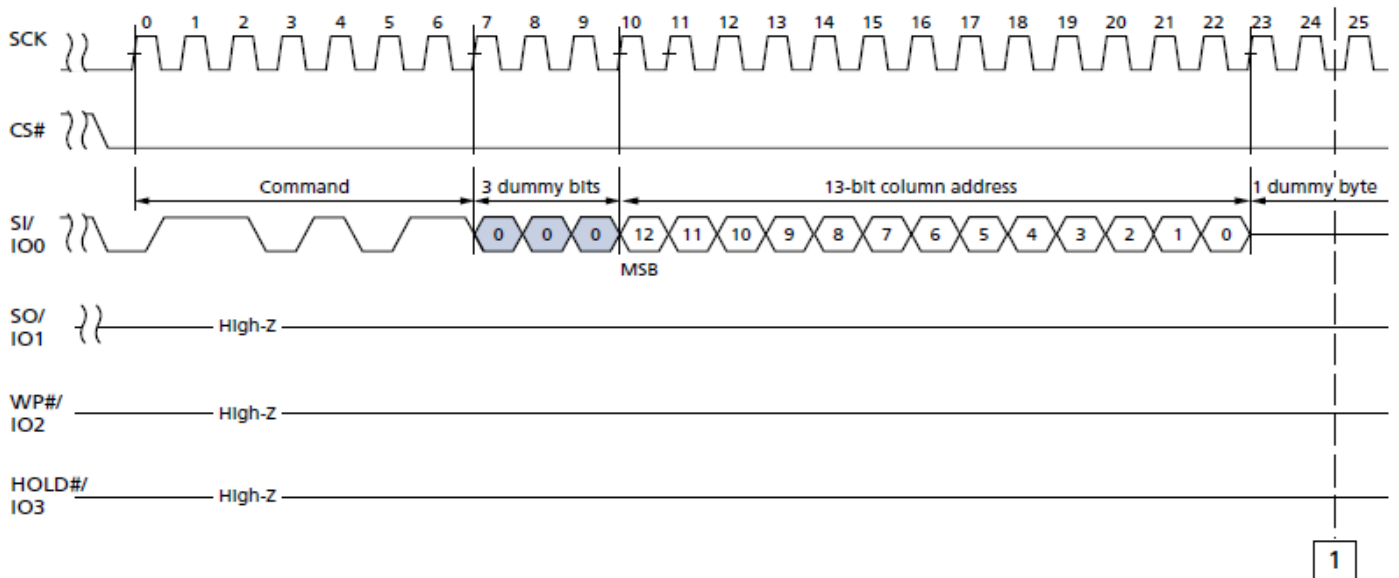 0 1 2 3 4 5 6 7 8 9 10 11 12 13 14 15 16 17 18 19 20 21 22 23 24 25
SCK
CS#
Command 3 dummy bits 13-bit column address 1 dummy byte
SI/
IO0
0 0 0 12 11 10 9 8 7 6 5 4 3 2 1 0
MSB
SO/
IO1
High-Z
WP#/
IO2
High-Z
HOLD#/
IO3
High-Z
1